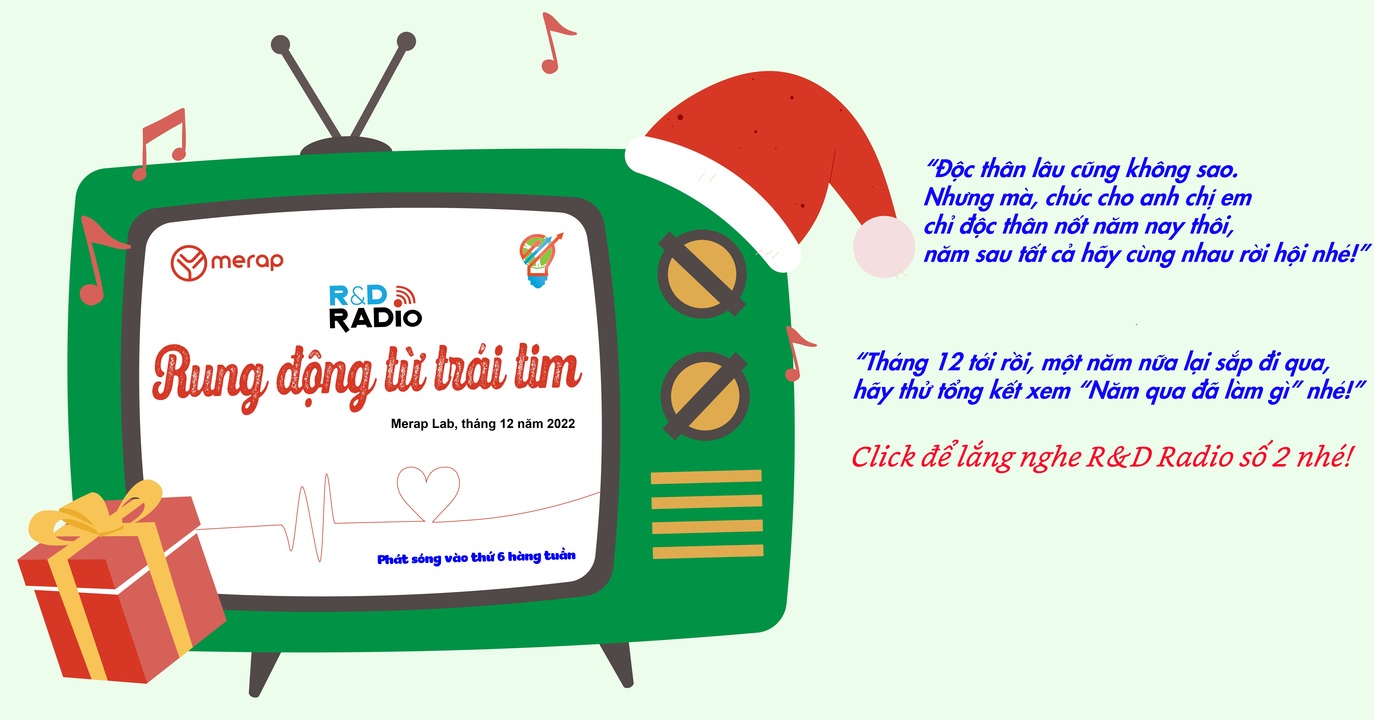 merap
R&D
RADio
Rung động từ trái tim
Merap Lab, tháng 12 năm 2022
Phát sóng vào thứ 6 hàng tuần
“Độc thân lâu cũng không sao.
Nhưng mà, chúc cho anh chị em
chỉ độc thân nốt năm nay thôi,
năm sau tất cả hãy cùng nhau rời hội nhé!”
“Tháng 12 tới rồi, một năm nữa lại sắp đi qua,
hãy thử tổng kết xem “Năm qua đã làm gì” nhé!”
Click để lắng nghe R&D Radio số 2 nhé!